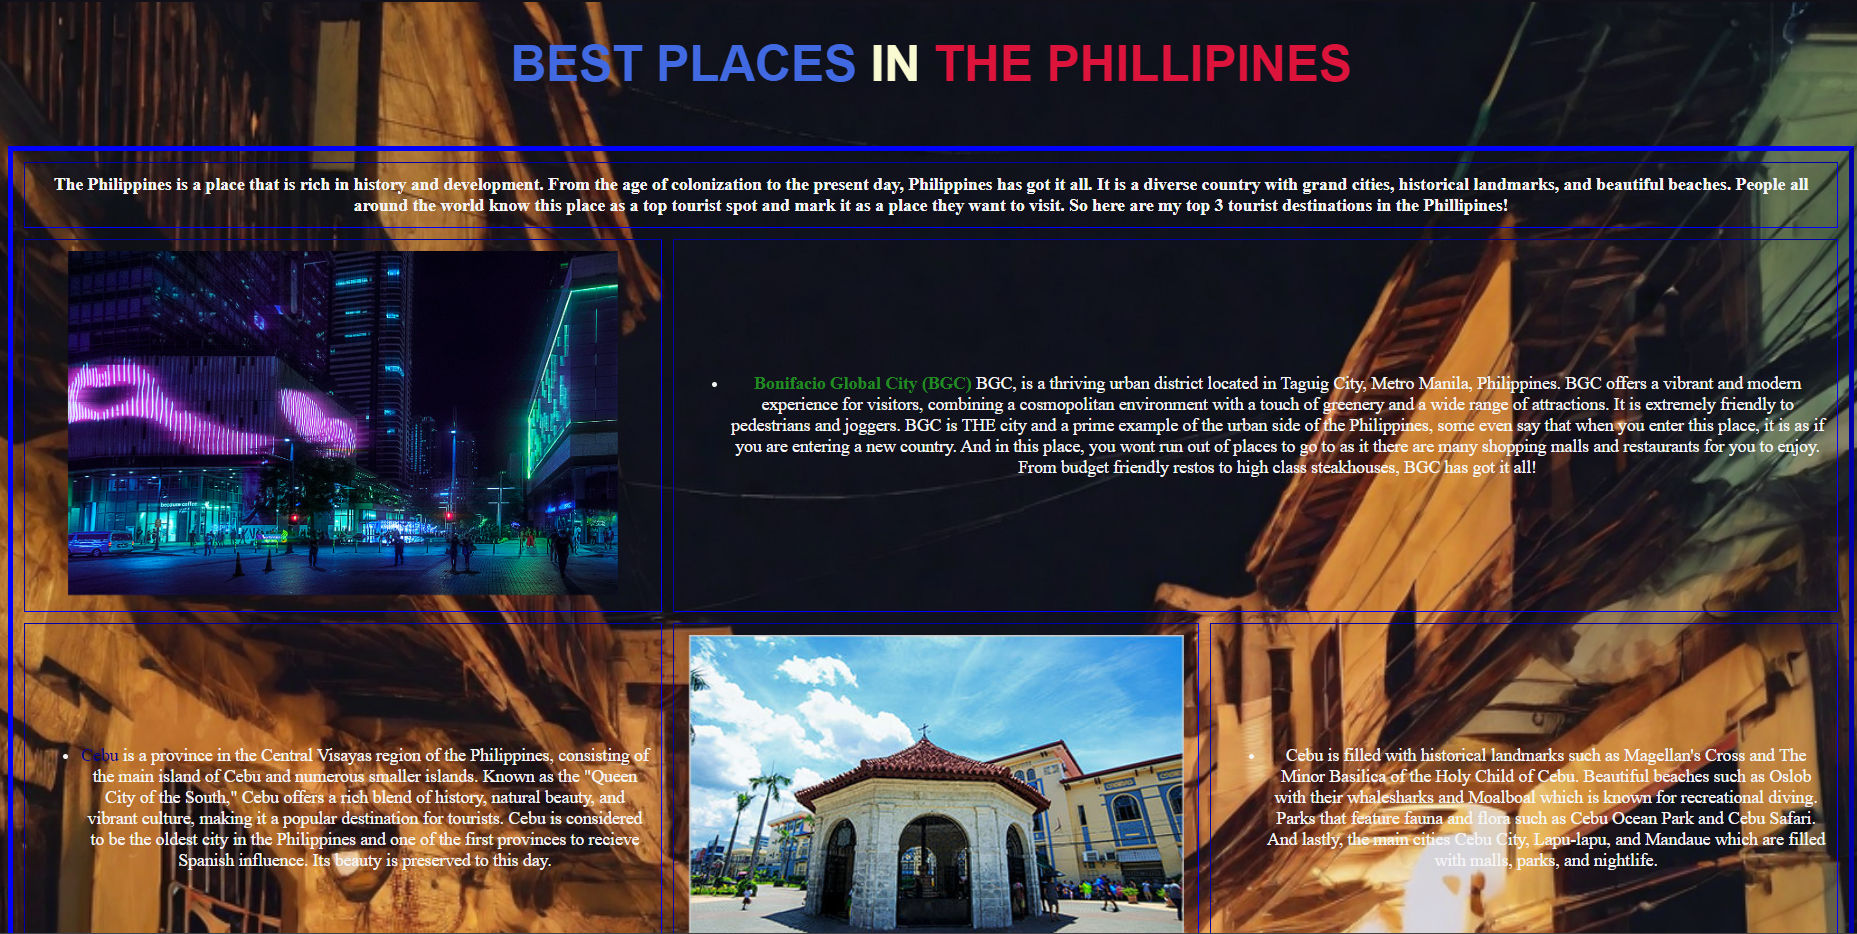 BEST PLACES IN THE PHILLIPINES
The Philippines is a place that is rich in history and development. From the age of colonization to the present day, Philippines has got it all. It is a diverse country with grand cities, historical landmarks, and beautiful beaches. People all
around the world know this place as a top tourist spot and mark it as a place they want to visit. So here are my top 3 tourist destinations in the Phillipines!
because coffee
• Bonifacio Global City (BGC) BGC, is a thriving urban district located in Taguig City, Metro Manila, Philippines. BGC offers a vibrant and modern
experience for visitors, combining a cosmopolitan environment with a touch of greenery and a wide range of attractions. It is extremely friendly to
pedestrians and joggers. BGC is THE city and a prime example of the urban side of the Philippines, some even say that when you enter this place, it is as if
you are entering a new country. And in this place, you wont run out of places to go to as it there are many shopping malls and restaurants for you to enjoy.
From budget friendly restos to high class steakhouses, BGC has got it all!
• Cebu is a province in the Central Visayas region of the Philippines, consisting of
the main island of Cebu and numerous smaller islands. Known as the "Queen
City of the South," Cebu offers a rich blend of history, natural beauty, and
vibrant culture, making it a popular destination for tourists. Cebu is considered
to be the oldest city in the Philippines and one of the first provinces to recieve
Spanish influence. Its beauty is preserved to this day.
• Cebu is filled with historical landmarks such as Magellan's Cross and The
Minor Basilica of the Holy Child of Cebu. Beautiful beaches such as Oslob
with their whalesharks and Moalboal which is known for recreational diving.
Parks that feature fauna and flora such as Cebu Ocean Park and Cebu Safari.
And lastly, the main cities Cebu City, Lapu-lapu, and Mandaue which are filled
with malls, parks, and nightlife.